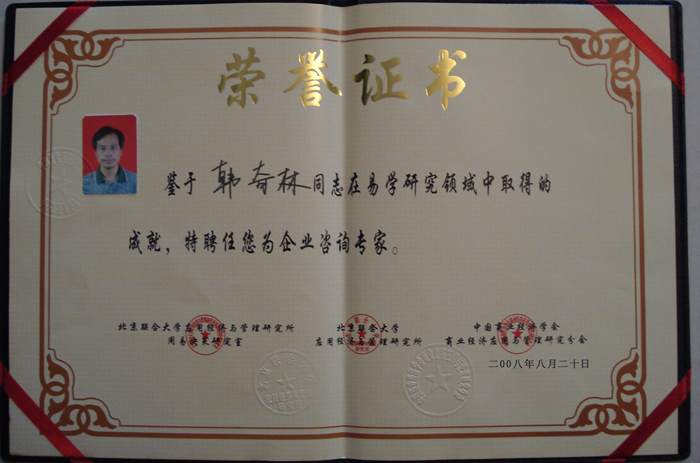 荣誉证书
鉴于 韩奇林 同志在易学研究领域中取得的
成就，特聘任您为企业咨询专家。
北京联合大学应用经济与管理研究所
周易决策研究室
北京联合大学
应用经济与管理研究所
中国商业经济学会
商业经济应用与管理研究分会
二00八年八月二十日